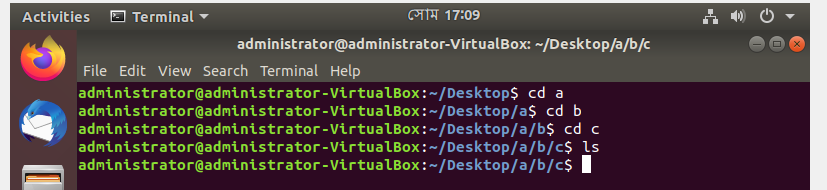 Activities Terminal সোম 17:09
administrator@administrator-VirtualBox: ~/Desktop/a/b/c
File Edit View Search Terminal Help
administrator@administrator-VirtualBox:~/Desktop$ cd a
administrator@administrator-VirtualBox:~/Desktop/a$ cd b
administrator@administrator-VirtualBox:~/Desktop/a/b$ cd c
administrator@administrator-VirtualBox:~/Desktop/a/b/c$ ls
administrator@administrator-VirtualBox:~/Desktop/a/b/c$